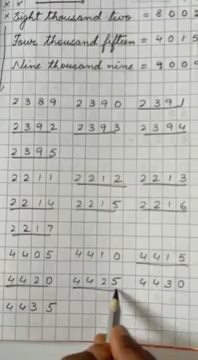 Eight thousand two = 8002
Four thousand fifteen = 4015
Nine thousand nine = 9009
2389 2390 2391
2392 2393 2394
2395
2211 2212 2213
2214 2215 2216
2217
4405 4410 4415
4420 4425 4430
4435